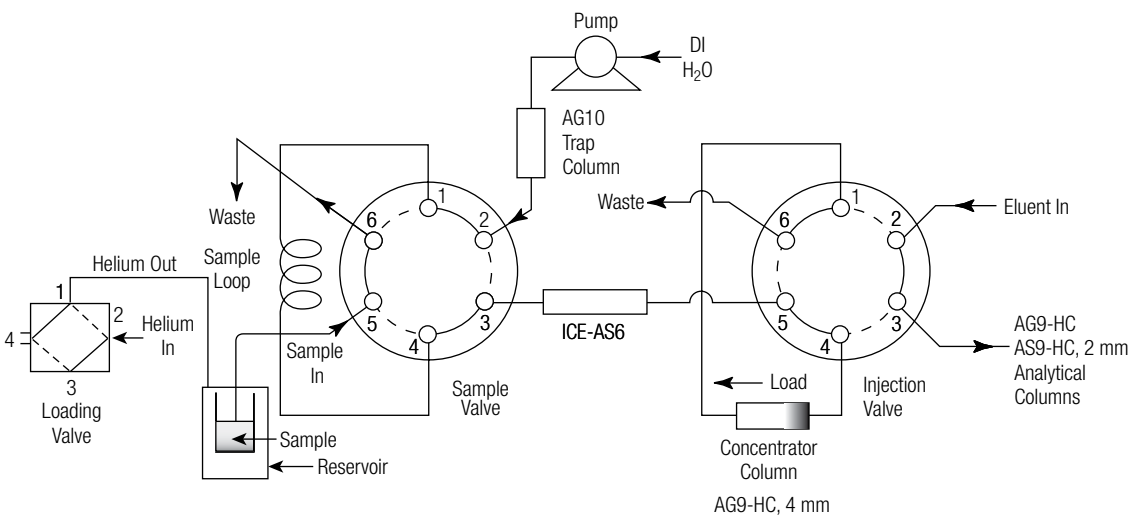 Pump
DI
H₂O
AG10
Trap
Column
1
2
3
4
5
6
Waste
Sample
Loop
Sample
In
Sample
Valve
Helium Out
1
2
3
4
Helium
In
Loading
Valve
Sample
Reservoir
ICE-AS6
Waste
1
2
3
4
5
6
Eluent In
AG9-HC
AS9-HC, 2 mm
Analytical
Columns
Injection
Valve
Load
Concentrator
Column
AG9-HC, 4 mm